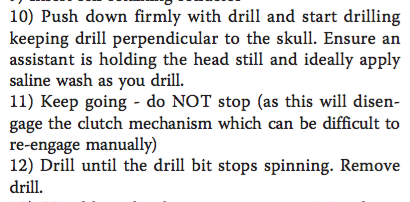 10) Push down firmly with drill and start drilling
keeping drill perpendicular to the skull. Ensure an
assistant is holding the head still and ideally apply
saline wash as you drill.
11) Keep going - do NOT stop (as this will disen-
gage the clutch mechanism which can be difficult to
re-engage manually)
12) Drill until the drill bit stops spinning. Remove
drill.